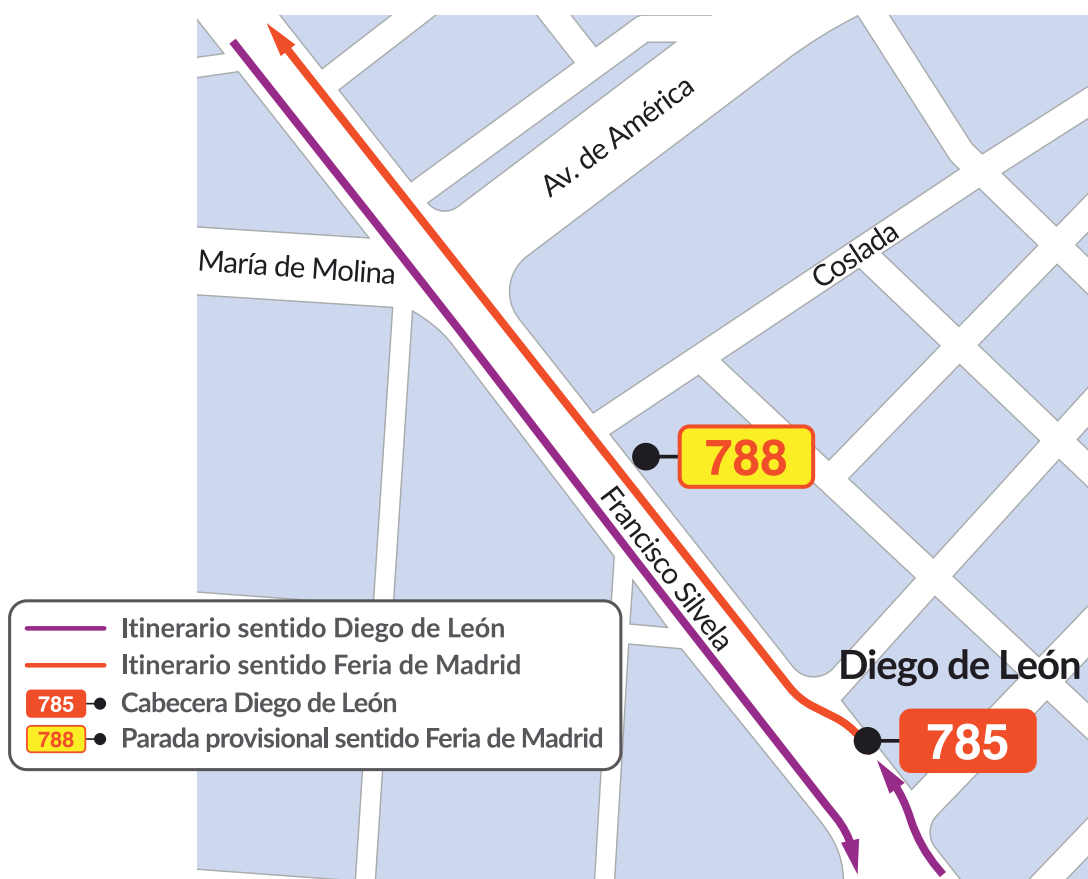 Av. de América
María de Molina
Coslada
788
Francisco Silvela
Diego de León
785
Itinerario sentido Diego de León
Itinerario sentido Feria de Madrid
785 Cabecera Diego de León
788 Parada provisional sentido Feria de Madrid